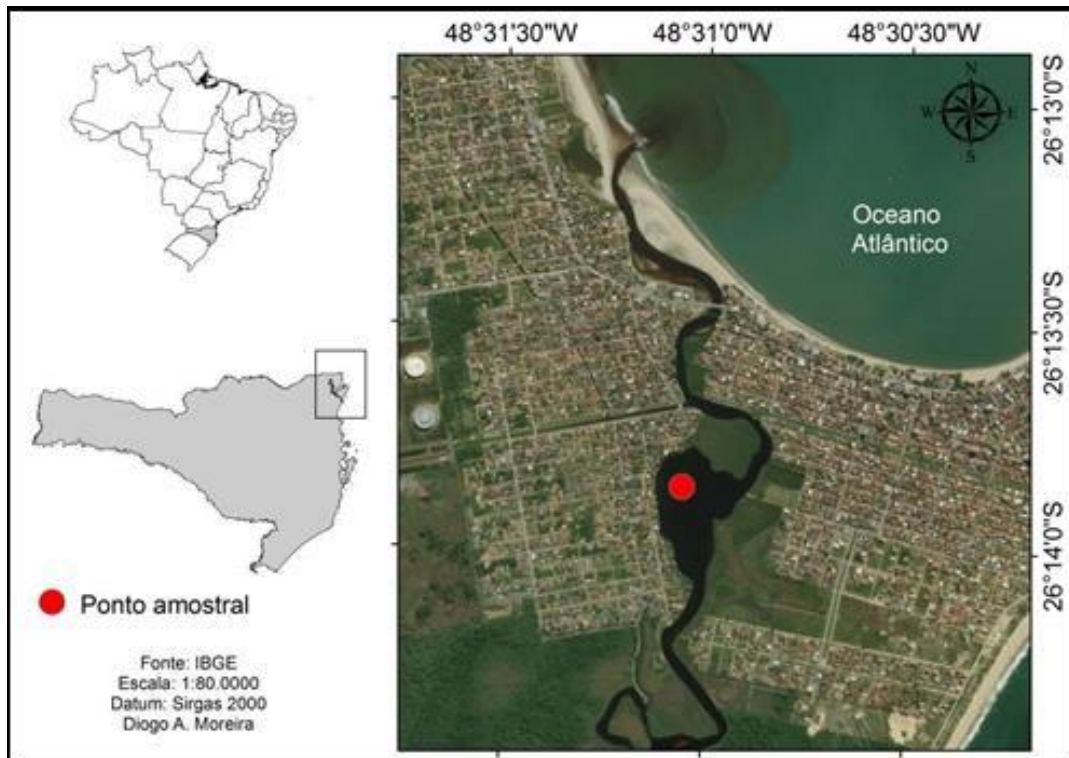 48°31'30"W
48°31'0"W
48°30'30"W
N
W
E
S
26°13'0"S
Oceano
Atlântico
26°13'30"S
26°14'0"S
Ponto amostral
Fonte: IBGE
Escala: 1:80.0000
Datum: Sirgas 2000
Diogo A. Moreira